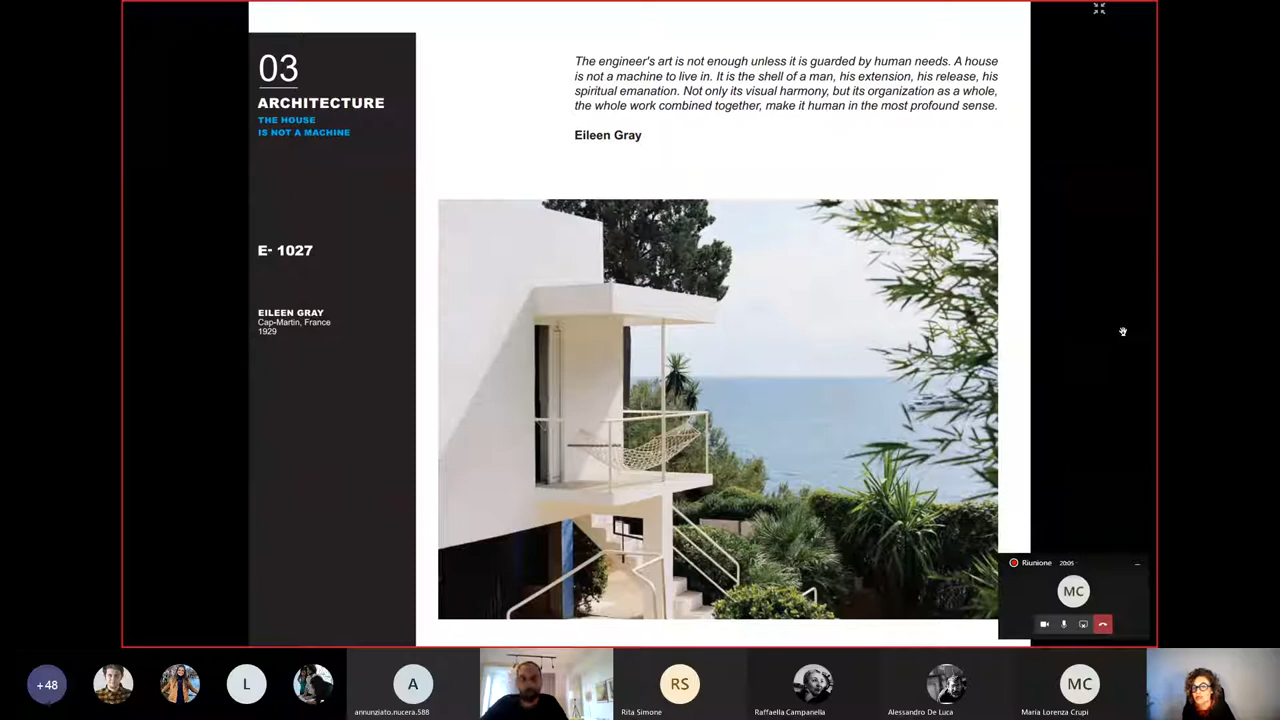 03
ARCHITECTURE
THE HOUSE
IS NOT A MACHINE
E- 1027
EILEEN GRAY
Cap-Martin, France
1929
The engineer's art is not enough unless it is guarded by human needs. A house
is not a machine to live in. It is the shell of a man, his extension, his release, his
spiritual emanation. Not only its visual harmony, but its organization as a whole,
the whole work combined together, make it human in the most profound sense.
Eileen Gray
Riunione 20:05
MC
+48
L
A
annunziato.nucera.588
RS
Rita Simone
Raffaella Campanella
Alessandro De Luca
MC
Maria Lorenza Crupi